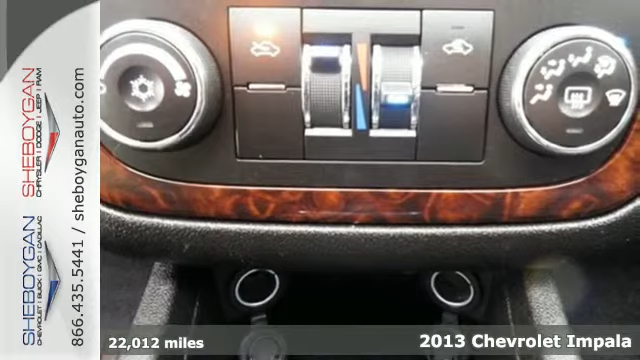 SHEBOYGAN
CHRYSLER | DODGE | JEEP | RAM
SHEBOYGAN
CHEVROLET | BUICK | GMC | CADILLAC
866.435.5441 / sheboyganauto.com
22,012 miles
2013 Chevrolet Impala